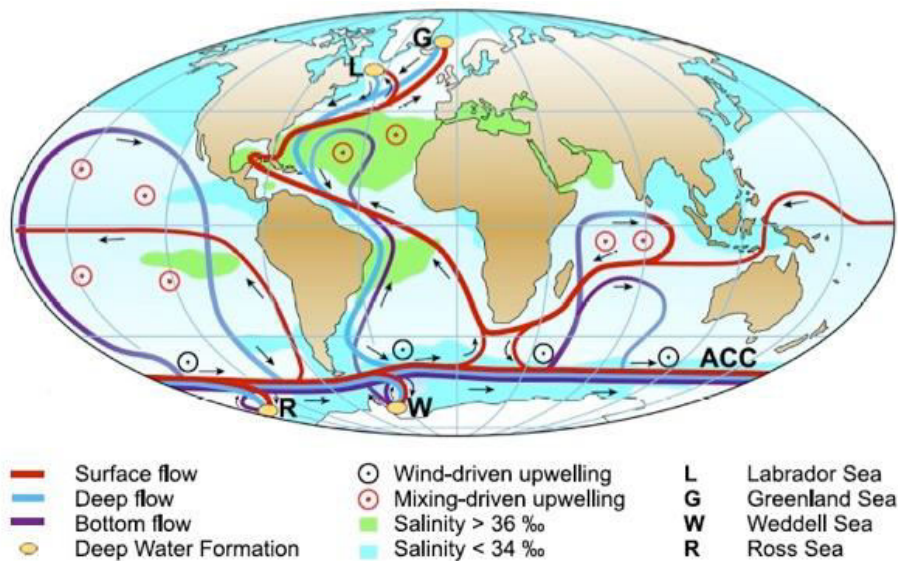 G
L
ACC
R
W
Surface flow
Deep flow
Bottom flow
Deep Water Formation
Wind-driven upwelling
Mixing-driven upwelling
Salinity > 36 ‰
Salinity < 34 ‰
L Labrador Sea
G Greenland Sea
W Weddell Sea
R Ross Sea